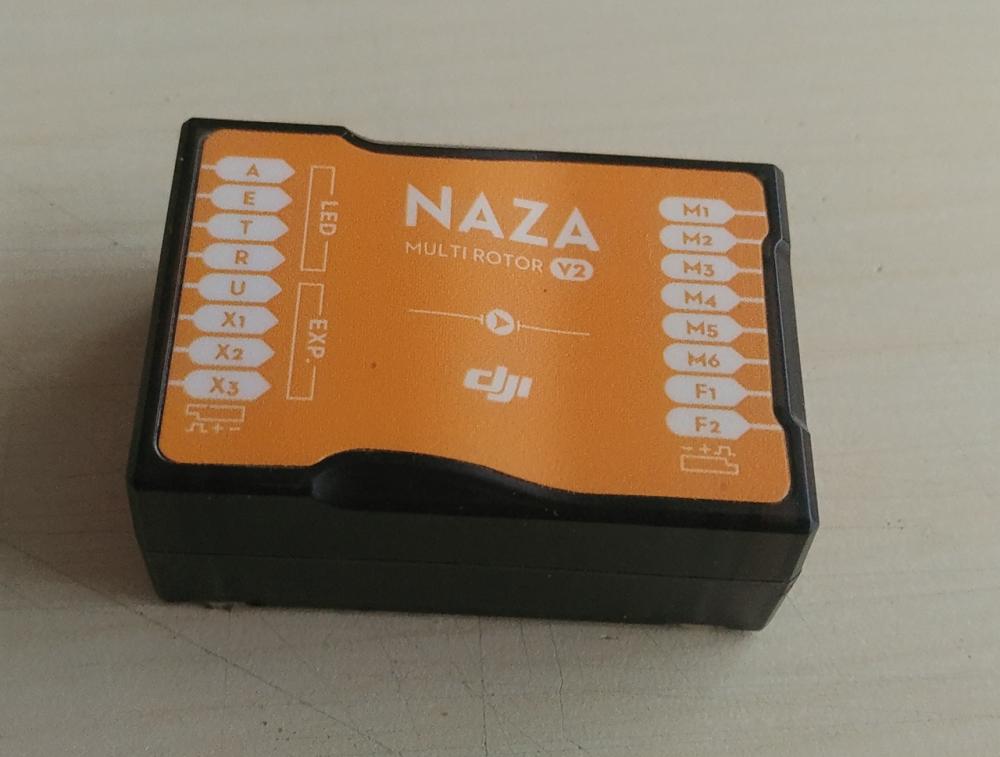 A
E
T
R
U
X1
X2
X3
LED
EXP.
NAZA
MULTI ROTOR V2
dji
M1
M2
M3
M4
M5
M6
F1
F2